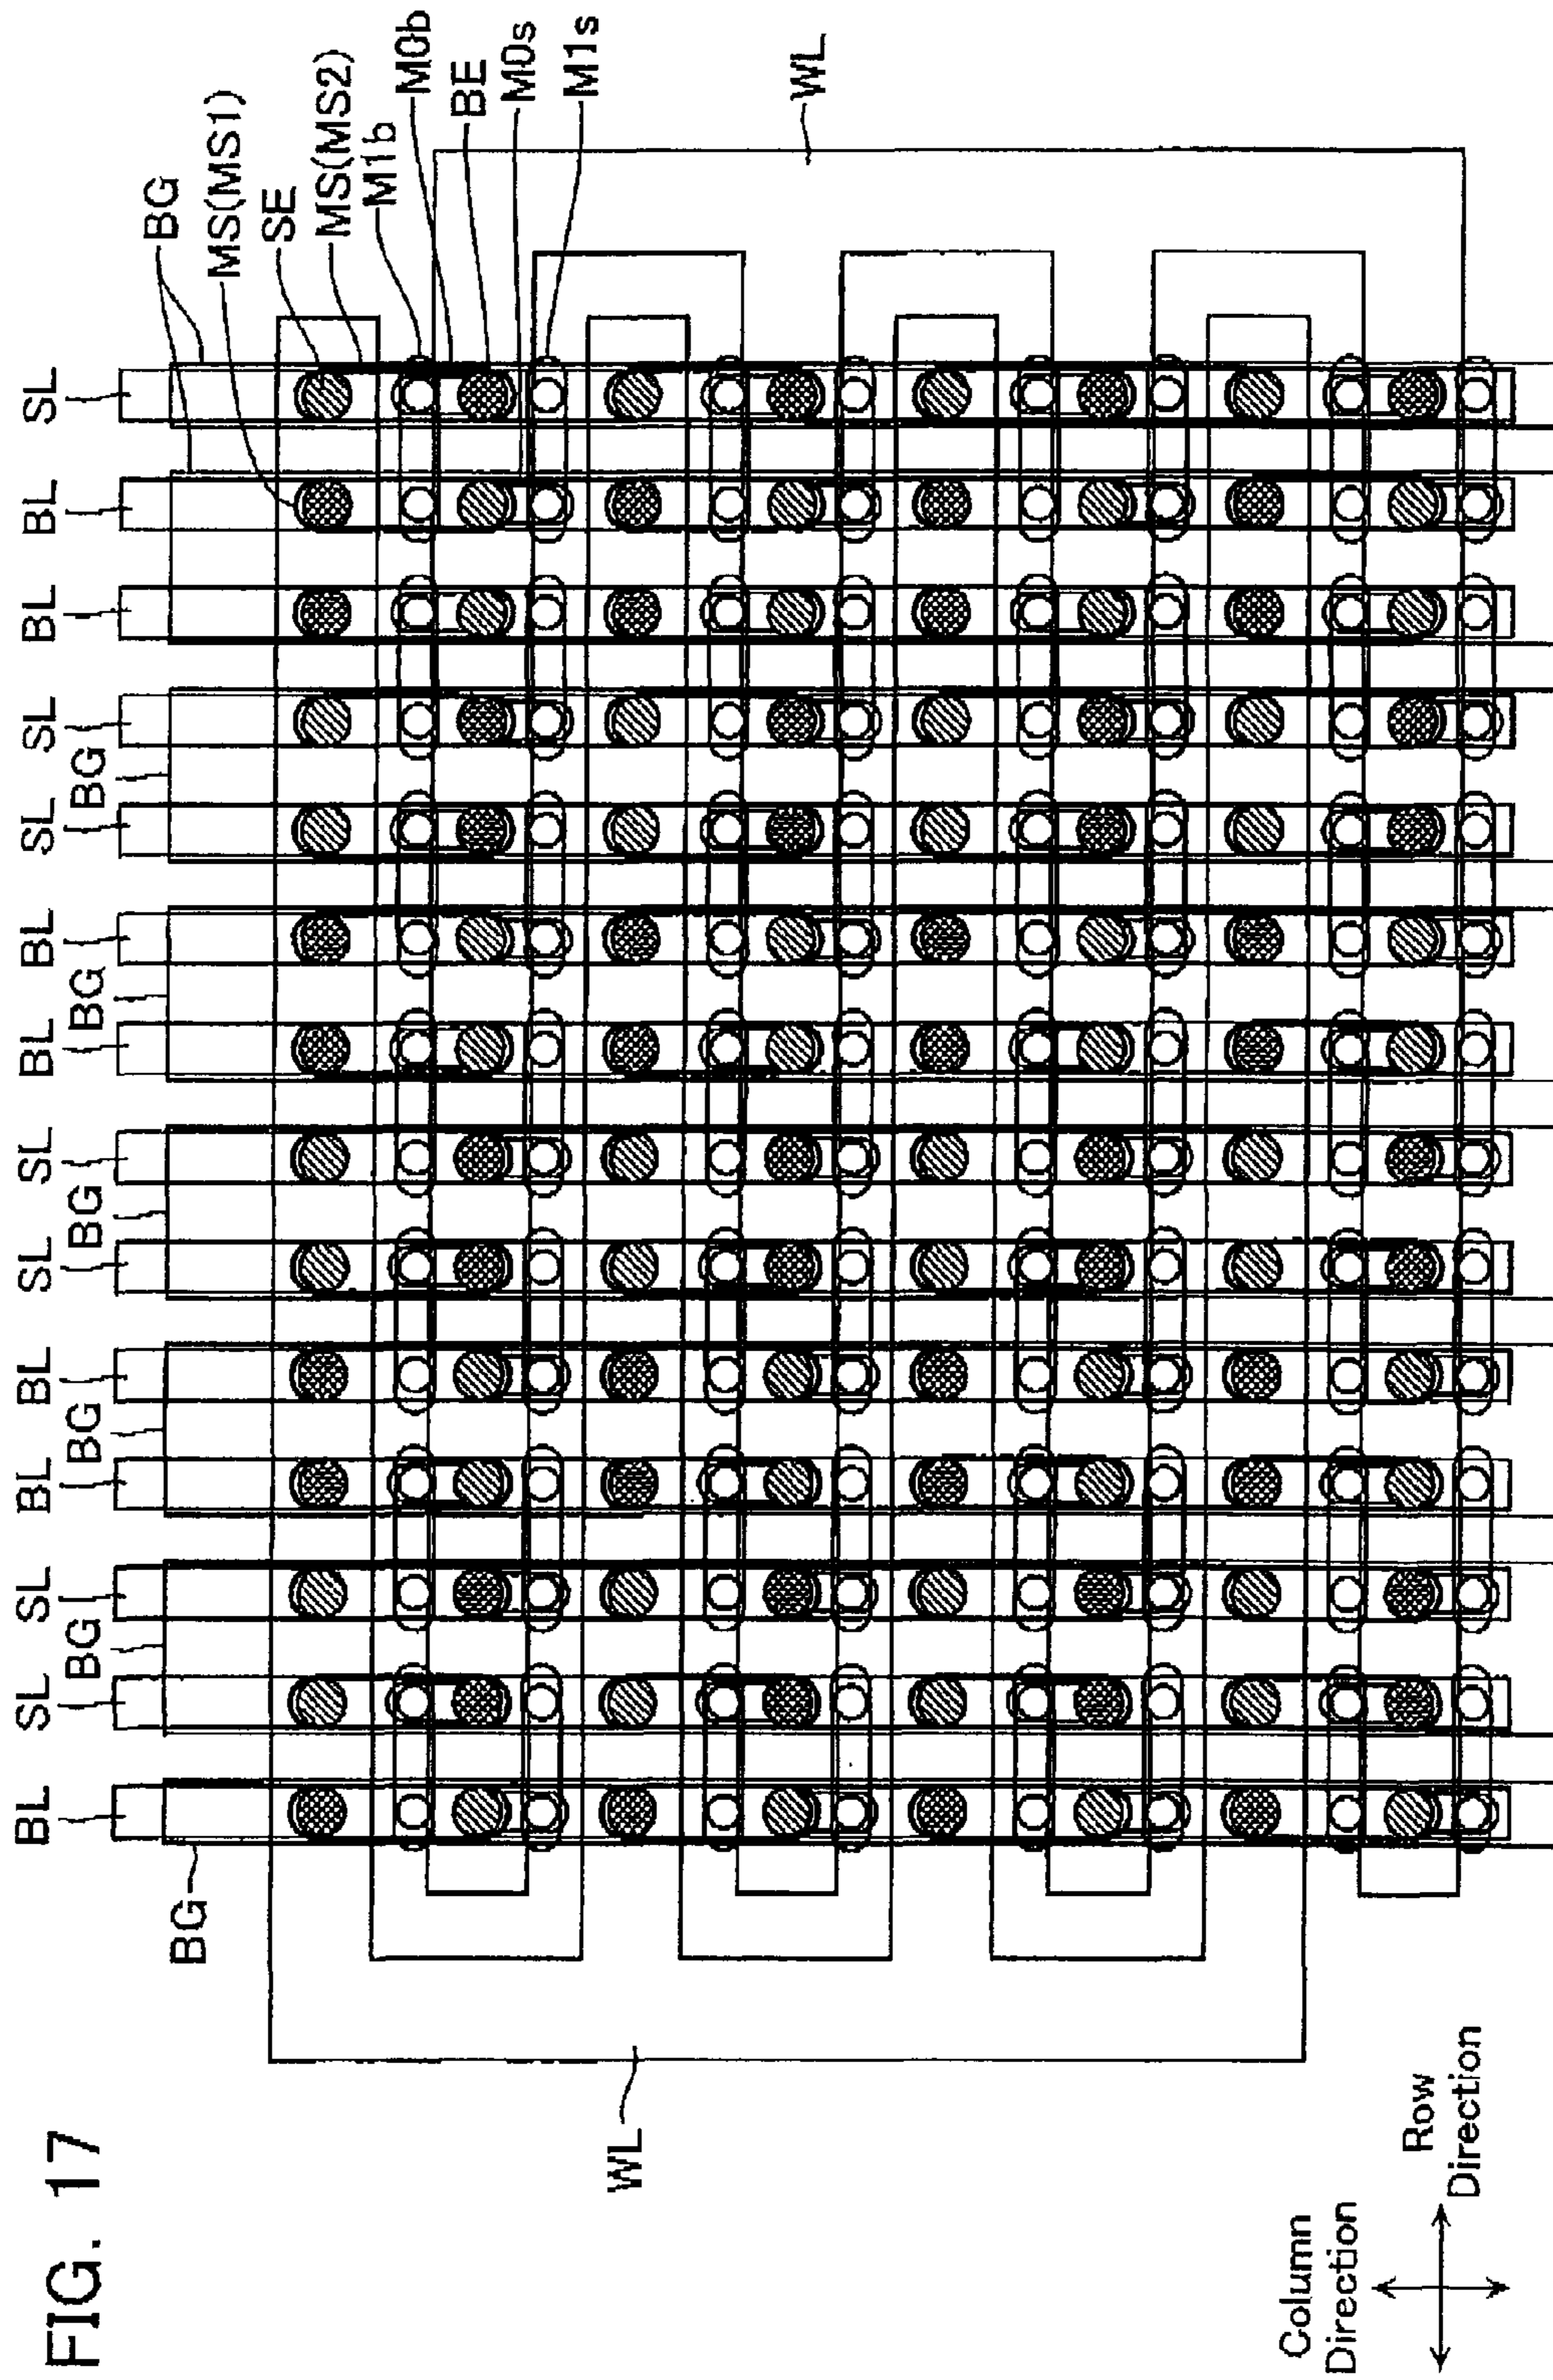 FIG. 17
BL SL SL BL BL SL SL BL BL SL SL BL BL SL
BG BG BG BG BG
BG
BG
MS(MS1)
SE
MS(MS2)
M1b
M0b
BE
M0s
M1s
WL
WL
Column
Direction
Row
Direction